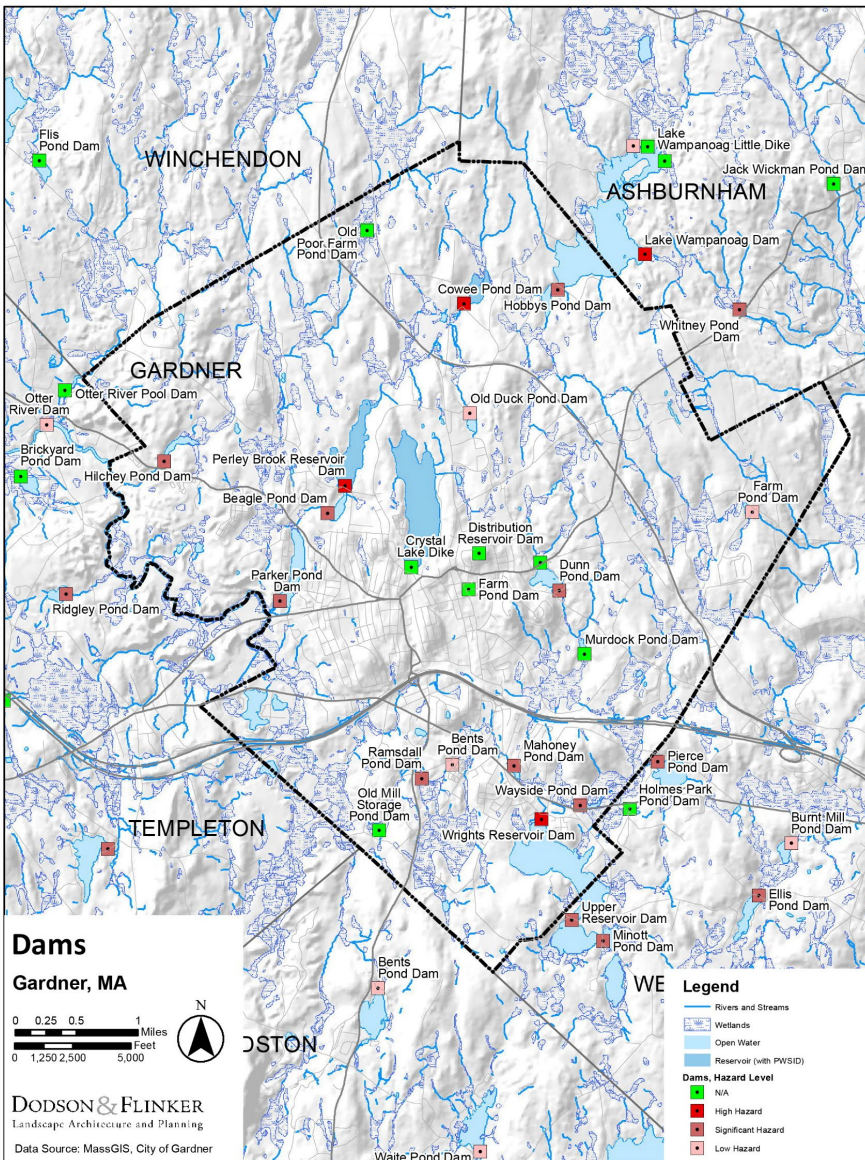 Flis
Pond Dam
WINCHENDON
Lake
Wampanoag Little Dike
Jack Wickman Pond Dam
ASHBURNHAM
Old
Poor Farm
Pond Dam
Lake Wampanoag Dam
Cowee Pond Dam
Hobbys Pond Dam
Whitney Pond
Dam
GARDNER
Otter River Pool Dam
Otter
River Dam
Old Duck Pond Dam
Brickyard
Pond Dam
Hilchey Pond Dam
Perley Brook Reservoir
Dam
Beagle Pond Dam
Farm
Pond Dam
Crystal
Lake Dike
Distribution
Reservoir Dam
Dunn
Pond Dam
Parker Pond
Dam
Farm
Pond Dam
Ridgley Pond Dam
Murdock Pond Dam
Ramsdall
Pond Dam
Bents
Pond Dam
Mahoney
Pond Dam
Pierce
Pond Dam
Old Mill
Storage
Pond Dam
Wayside Pond Dam
Holmes Park
Pond Dam
TEMPLETON
Wrights Reservoir Dam
Burnt Mill
Pond Dam
Ellis
Pond Dam
Upper
Reservoir Dam
Minott
Pond Dam
Bents
Pond Dam
WE
OSTON
Waite Pond Dam
Dams
Gardner, MA
0 0.25 0.5 1
Miles
Feet
0 1,250 2,500 5,000
N
DODSON & FLINKER
Landscape Architecture and Planning
Data Source: MassGIS, City of Gardner
Legend
Rivers and Streams
Wetlands
Open Water
Reservoir (with PWSID)
Dams, Hazard Level
N/A
High Hazard
Significant Hazard
Low Hazard